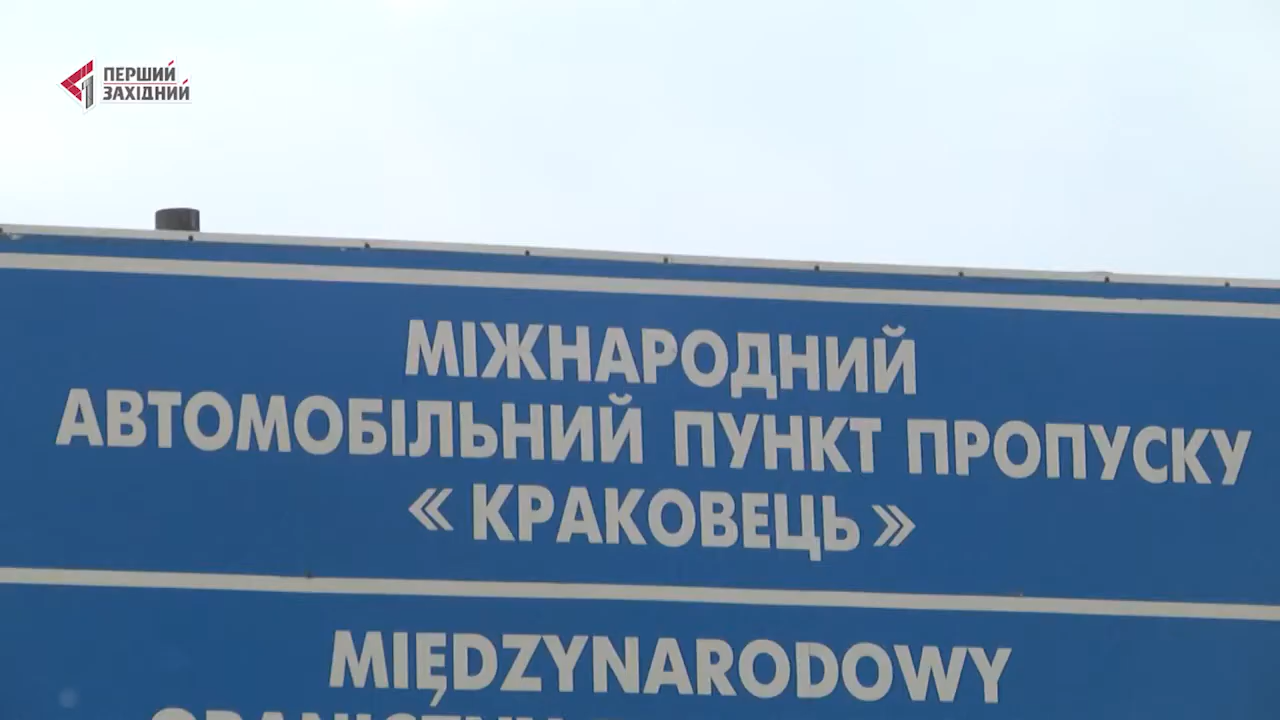 ПЕРШИЙ
ЗАХІДНИЙ
МІЖНАРОДНИЙ
АВТОМОБІЛЬНИЙ ПУНКТ ПРОПУСКУ
«КРАКОВЕЦЬ»
MIĘDZYNARODOWY